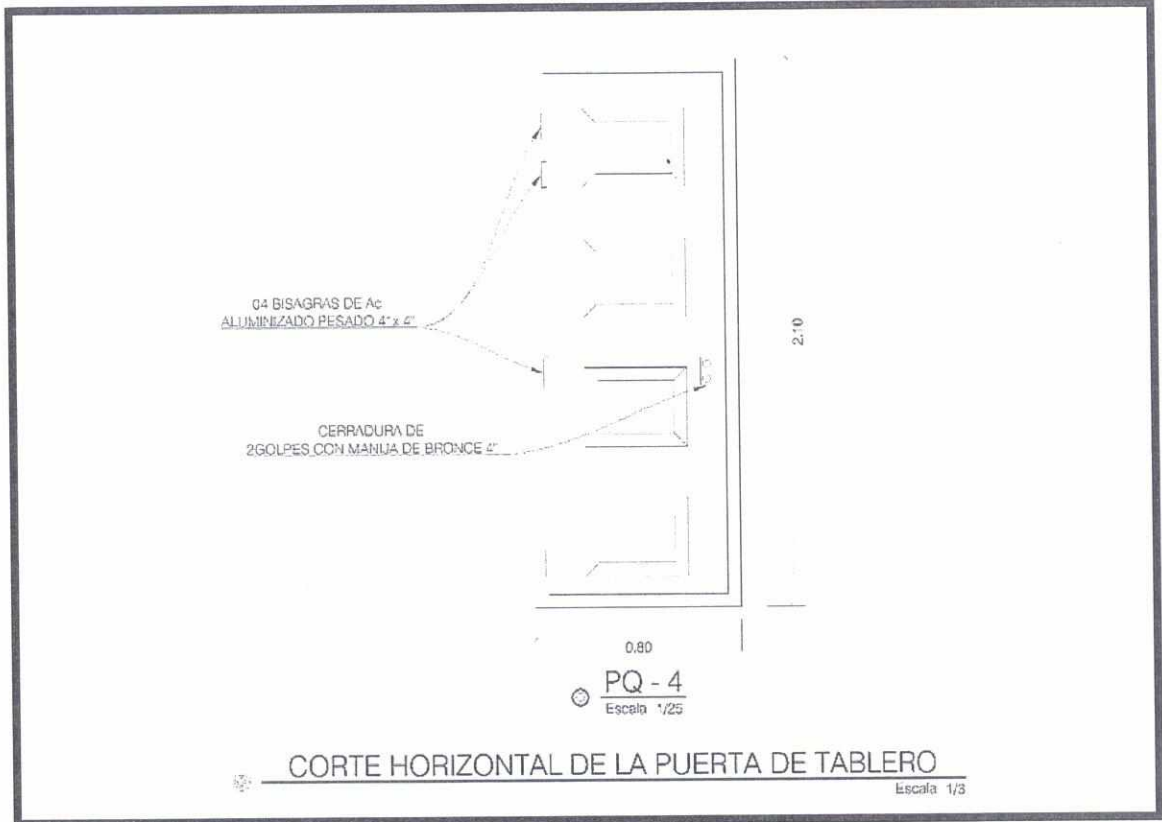 04 BISAGRAS DE Ac
ALUMINIZADO PESADO 4" x 4"
2.10
CERRADURA DE
2GOLPES CON MANIJA DE BRONCE 4"
0.80
PQ - 4
Escala 1/25
CORTE HORIZONTAL DE LA PUERTA DE TABLERO
Escala 1/3